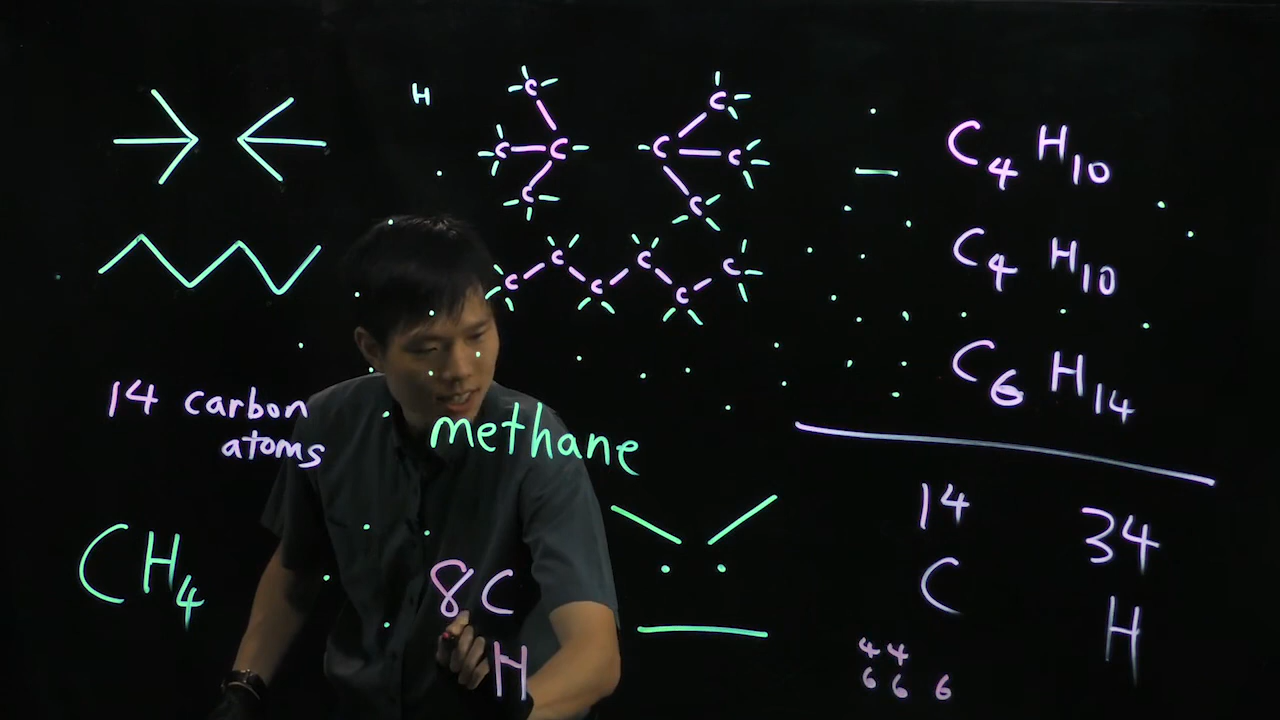 H
C
C
C
C
C
C
C
C
C C C C C C
14 carbon
atoms
methane
CH₄
8C
H
C₄ H₁₀
C₄ H₁₀
C₆ H₁₄
14 34
C H
4 4
6 6 6